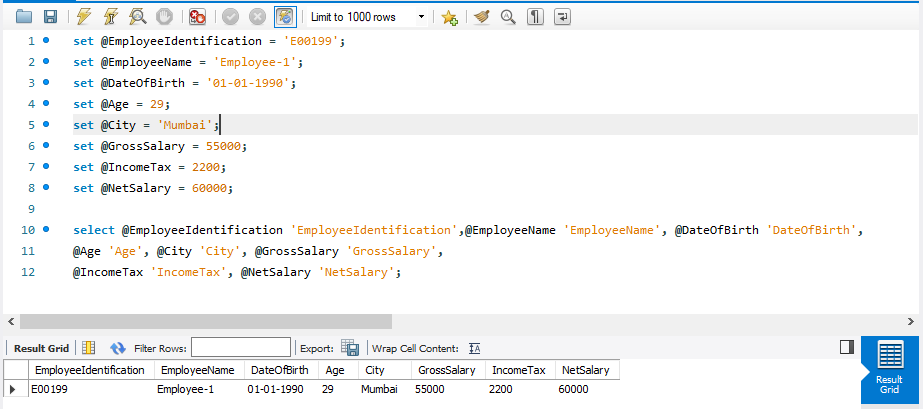 Limit to 1000 rows
1 set @EmployeeIdentification = 'E00199';
2 set @EmployeeName = 'Employee-1';
3 set @DateOfBirth = '01-01-1990';
4 set @Age = 29;
5 set @City = 'Mumbai';
6 set @GrossSalary = 55000;
7 set @IncomeTax = 2200;
8 set @NetSalary = 60000;
9
10 select @EmployeeIdentification 'EmployeeIdentification',@EmployeeName 'EmployeeName', @DateOfBirth 'DateOfBirth',
11 @Age 'Age', @City 'City', @GrossSalary 'GrossSalary',
12 @IncomeTax 'IncomeTax', @NetSalary 'NetSalary';
Result Grid Filter Rows: Export: Wrap Cell Content: IA
EmployeeIdentification EmployeeName DateOfBirth Age City GrossSalary IncomeTax NetSalary
E00199 Employee-1 01-01-1990 29 Mumbai 55000 2200 60000
Result
Grid